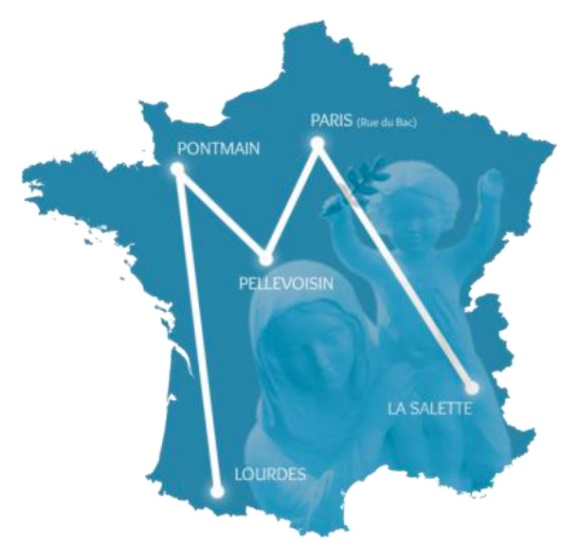 PARIS (Rue du Bac)
PONTMAIN
PELLEVOISIN
LA SALETTE
LOURDES